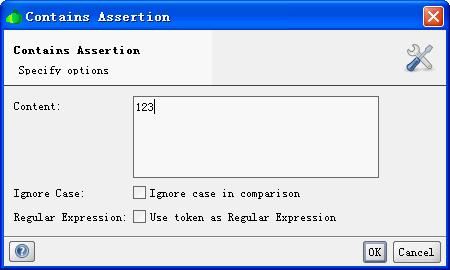 Contains Assertion
Contains Assertion
Specify options
Content:
123
Ignore Case:
Ignore case in comparison
Regular Expression:
Use token as Regular Expression
?
OK
Cancel